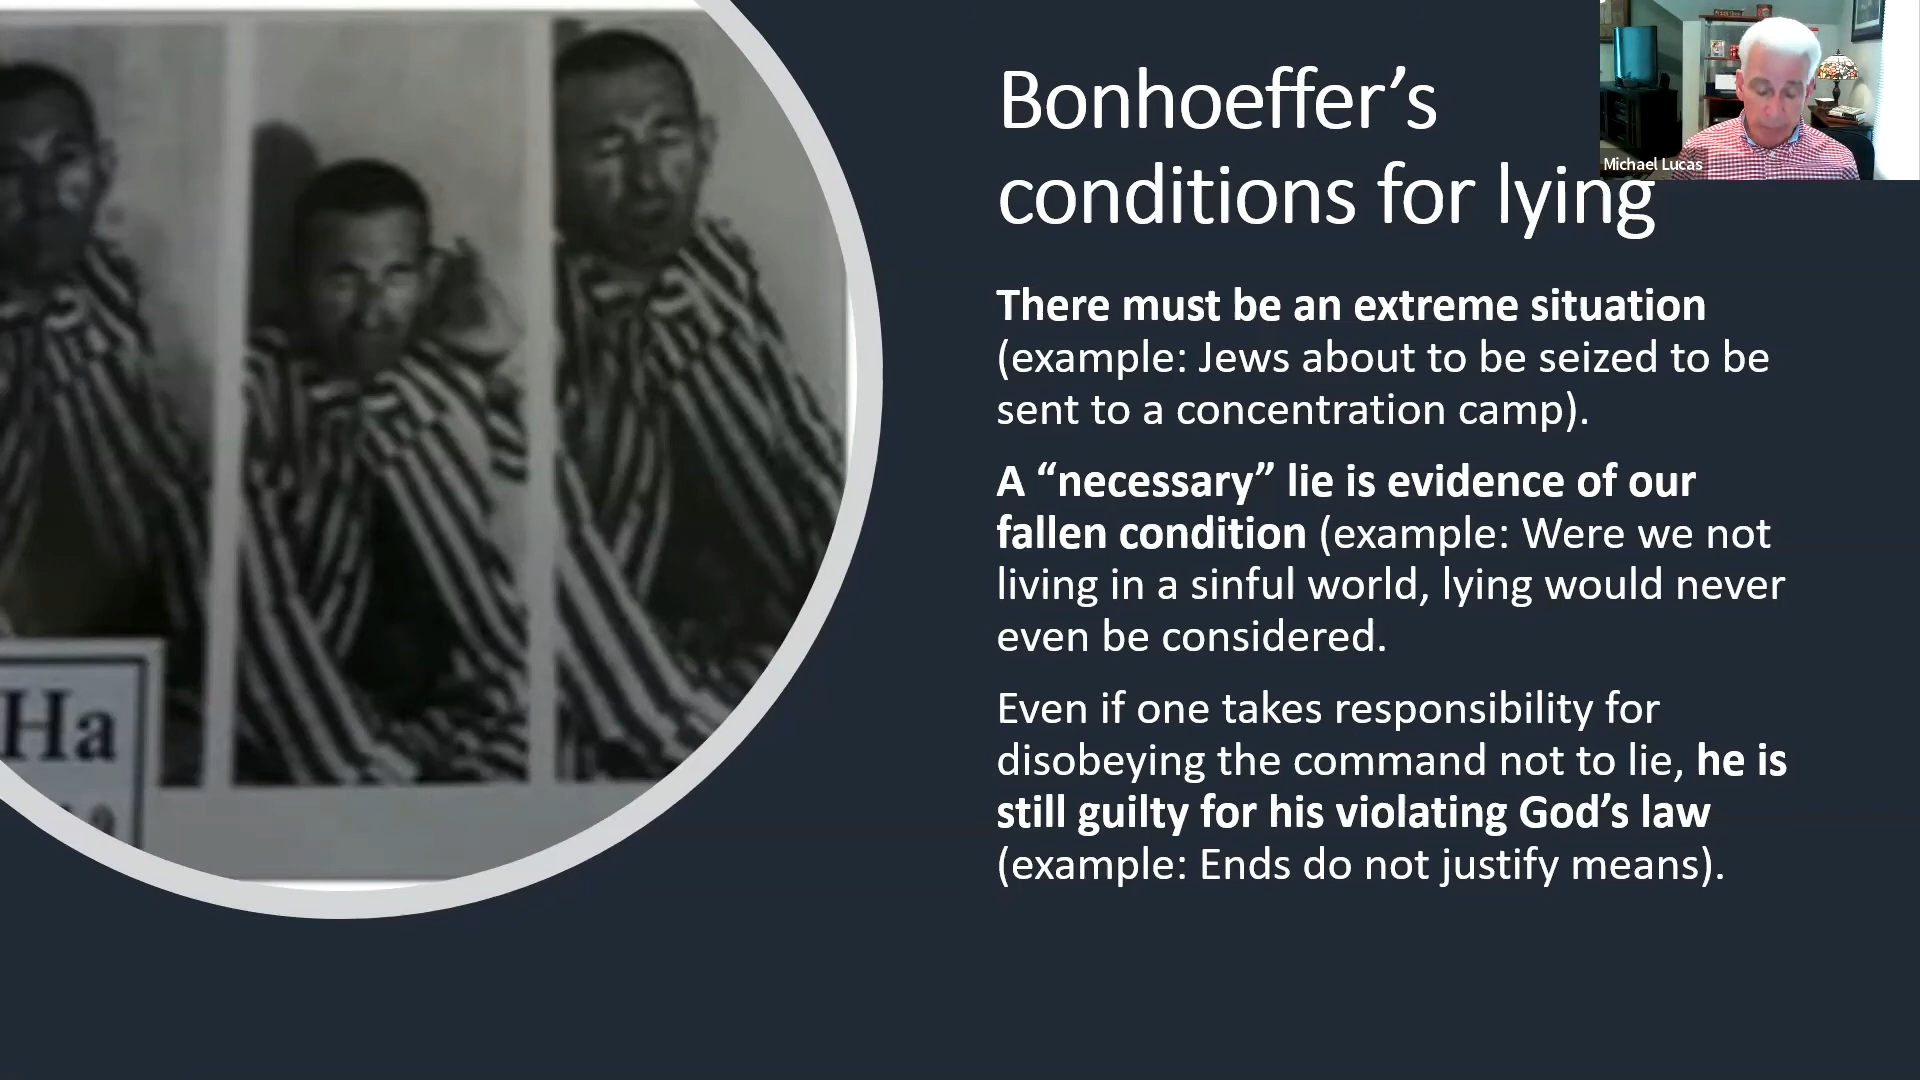 Bonhoeffer’s
conditions for lying
Michael Lucas
There must be an extreme situation
(example: Jews about to be seized to be
sent to a concentration camp).
A “necessary” lie is evidence of our
fallen condition (example: Were we not
living in a sinful world, lying would never
even be considered.
Even if one takes responsibility for
disobeying the command not to lie, he is
still guilty for his violating God’s law
(example: Ends do not justify means).
Ha